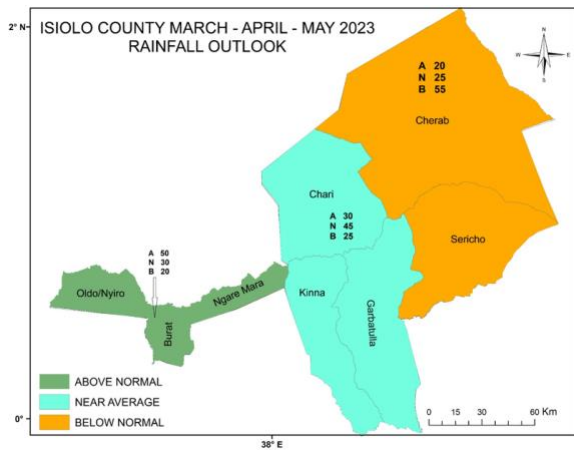 ISIOLO COUNTY MARCH - APRIL - MAY 2023
RAINFALL OUTLOOK
2° N
N
W
E
S
A 20
N 25
B 55
Cherab
Chari
A 30
N 45
B 25
Sericho
A 50
N 30
B 20
Oldo/Nyiro
Ngare Mara
Burat
Kinna
Garbatulla
ABOVE NORMAL
NEAR AVERAGE
BELOW NORMAL
0 15 30 60 Km
0°
38° E